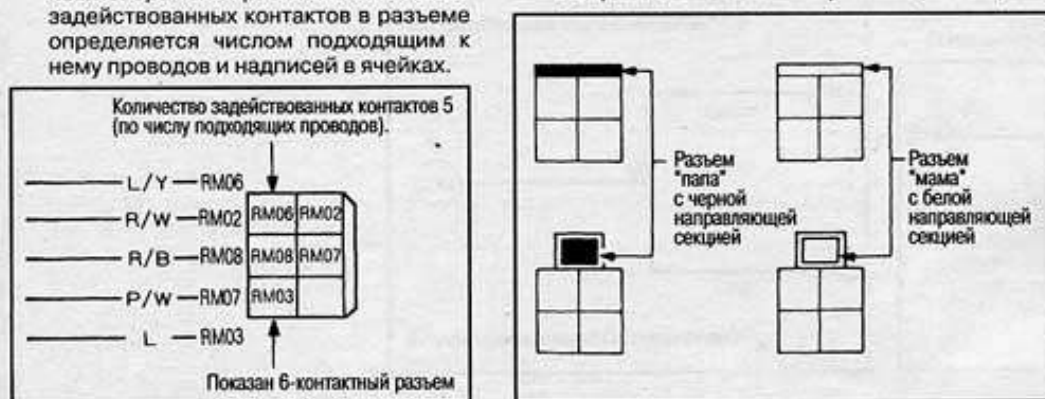 задействованных контактов в разъеме
определяется числом подходящим к
нему проводов и надписей в ячейках.
Количество задействованных контактов 5
(по числу подходящих проводов).
L/Y RM06
R/W RM02
R/B RM08
P/W RM07
L RM03
RM06 RM02
RM08 RM07
RM03
Показан 6-контактный разъем
Разъем
"папа"
с черной
направляющей
секцией
Разъем
"мама"
с белой
направляющей
секцией